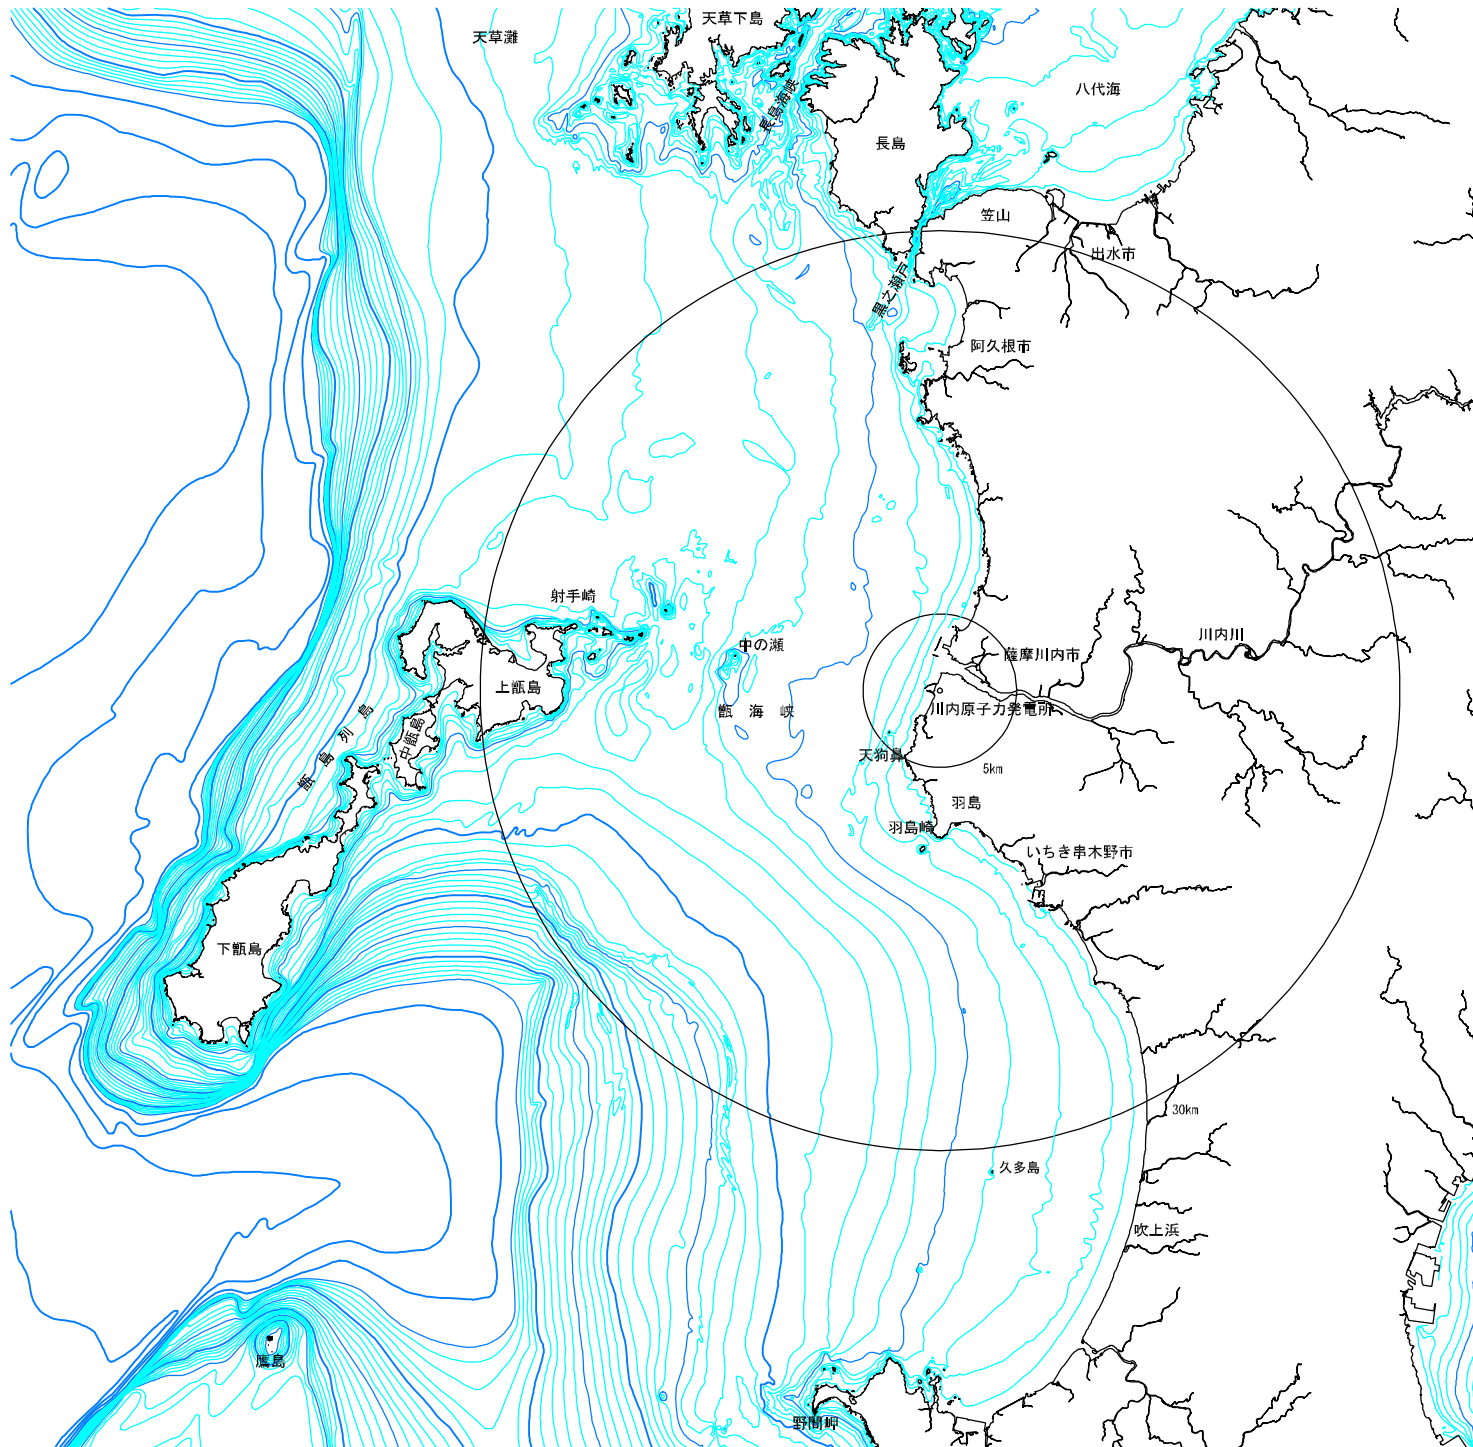 天草下島
天草灘
八代海
長島海峡
長島
笠山
出水市
黒之瀬戸
阿久根市
射手崎
川内川
中の瀬
薩摩川内市
上甑島
川内原子力発電所
甑海峡
甑島列島
中甑島
天狗鼻
5km
羽島
羽島崎
いちき串木野市
下甑島
30km
久多島
吹上浜
鷹島
野間岬